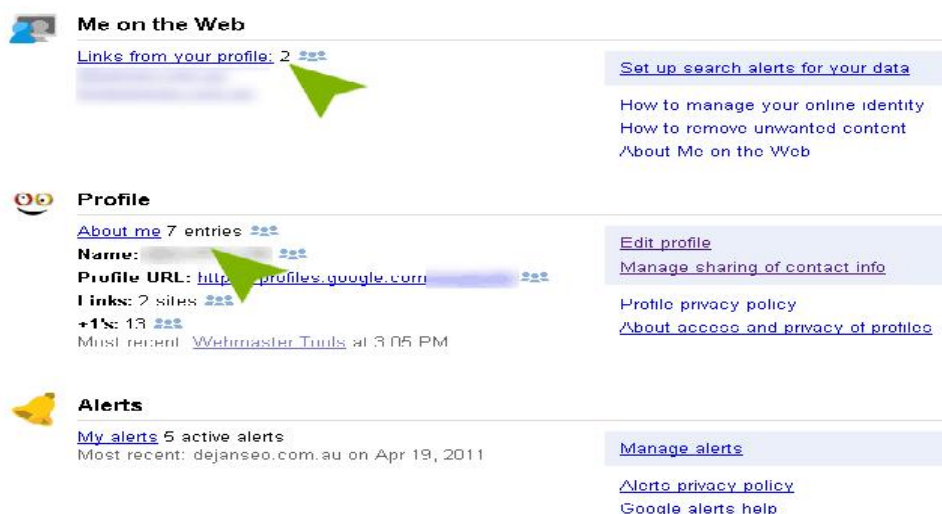 Me on the Web
Links from your profile: 2
Set up search alerts for your data
How to manage your online identity
How to remove unwanted content
About Me on the Web
Profile
About me 7 entries
Name:
Profile URL: http profiles.google.com
Links: 2 sites
+1's: 13
Most recent: Webmaster Tools at 3:05 PM
Edit profile
Manage sharing of contact info
Profile privacy policy
About access and privacy of profiles
Alerts
My alerts 5 active alerts
Most recent: dejanseo.com.au on Apr 19, 2011
Manage alerts
Alerts privacy policy
Google alerts help